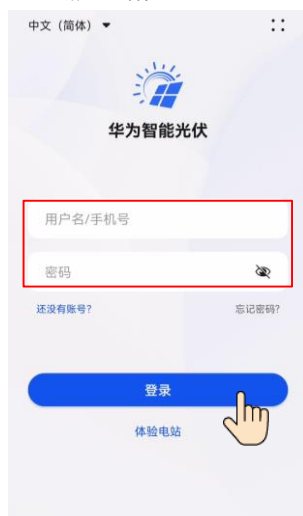 中文（简体）
华为智能光伏
用户名/手机号
密码
还没有账号?
忘记密码?
登录
体验电站